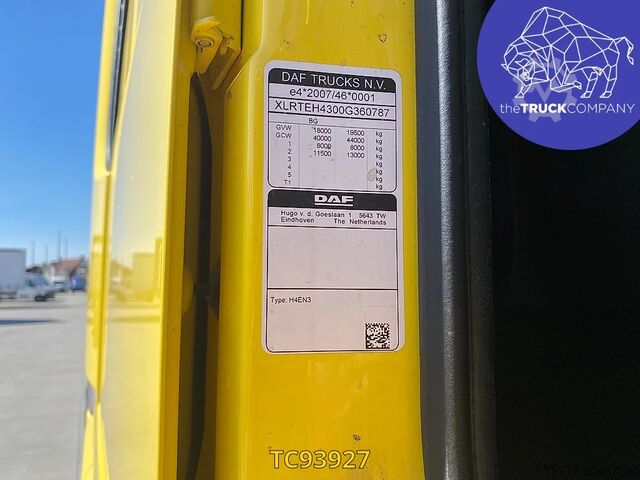 DAF TRUCKS N.V.
e4*2007/46*0001
XLRTEH4300G360787
BG
GVW 18000 19500 kg
GCW 40000 44000 kg
1 8000 8000 kg
2 11500 13000 kg
3 kg
4 kg
5 kg
T1 kg
DAF
Hugo v. d. Goeslaan 1 5643 TW
Eindhoven The Netherlands
Type: H4EN3
theTRUCKCOMPANY
TC93927